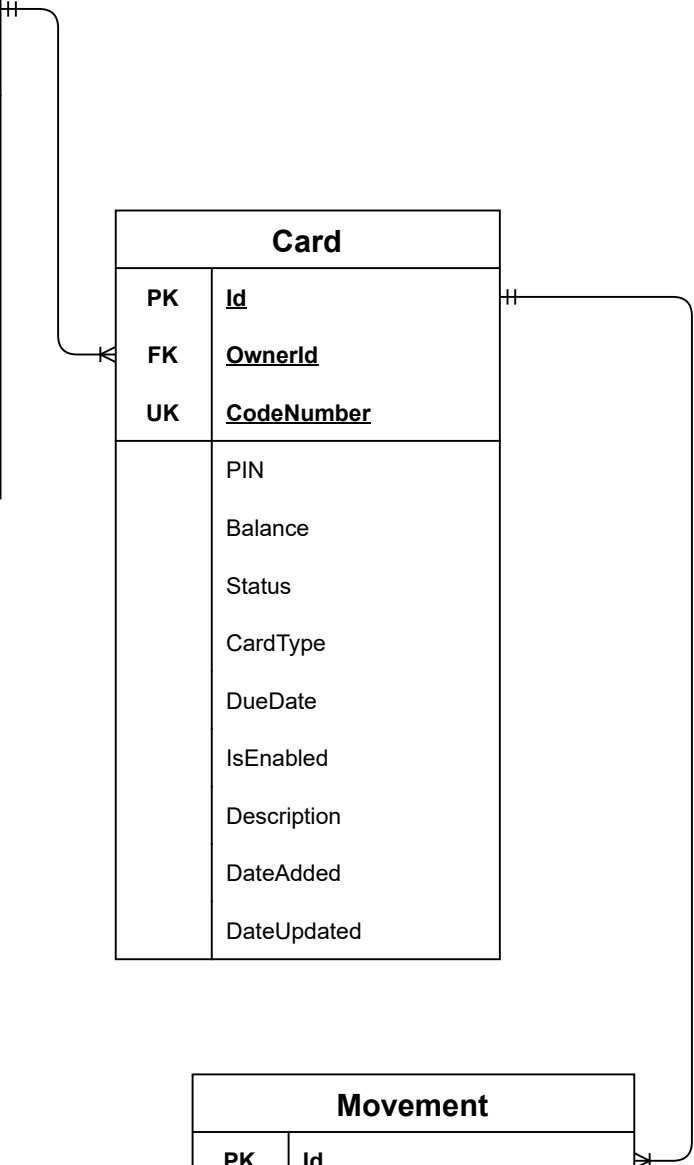 Card
PK Id
FK OwnerId
UK CodeNumber
PIN
Balance
Status
CardType
DueDate
IsEnabled
Description
DateAdded
DateUpdated
Movement
PK Id